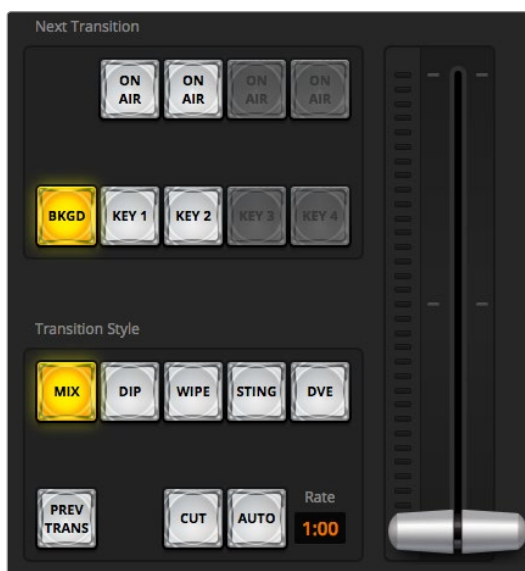 Next Transition
ON AIR ON AIR ON AIR ON AIR
BKGD KEY 1 KEY 2 KEY 3 KEY 4
Transition Style
MIX DIP WIPE STING DVE
Rate
PREV TRANS CUT AUTO 1:00